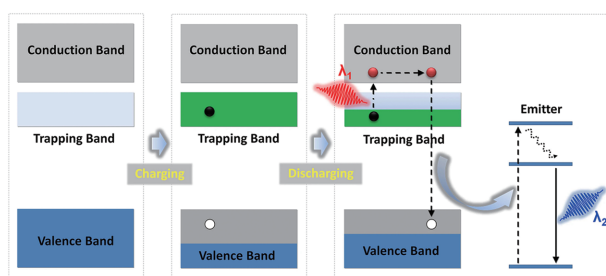 Conduction Band
Trapping Band
Valence Band
Charging
Conduction Band
Trapping Band
Valence Band
Discharging
Conduction Band
λ1
Trapping Band
Valence Band
Emitter
λ2